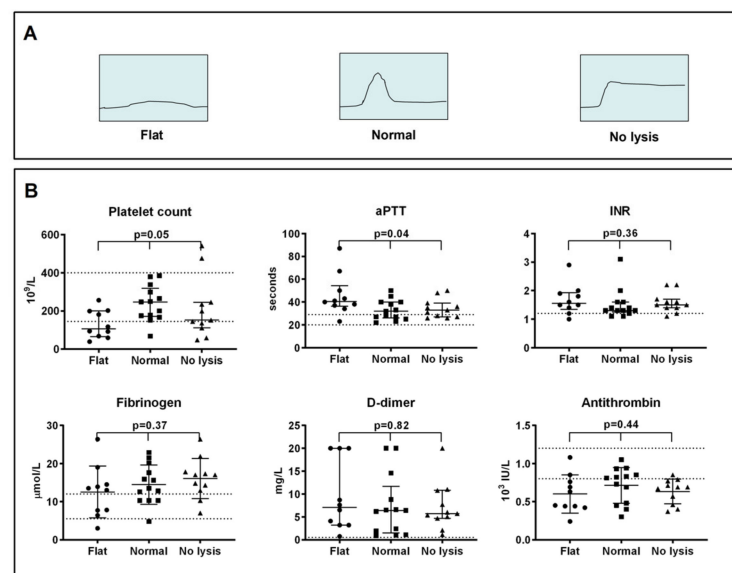 A
Flat
Normal
No lysis
B
Platelet count
p=0.05
600
400
200
0
10⁹/L
Flat
Normal
No lysis
aPTT
p=0.04
100
80
60
40
20
0
seconds
Flat
Normal
No lysis
INR
p=0.36
4
3
2
1
0
Flat
Normal
No lysis
Fibrinogen
p=0.37
30
20
10
0
µmol/L
Flat
Normal
No lysis
D-dimer
p=0.82
25
20
15
10
5
0
mg/L
Flat
Normal
No lysis
Antithrombin
p=0.44
1.5
1.0
0.5
0.0
10³ IU/L
Flat
Normal
No lysis